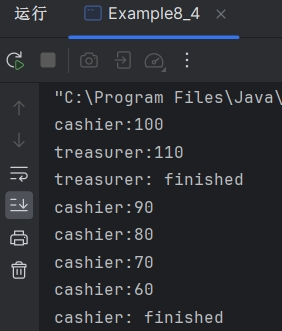 运行 Example8_4
"C:\Program Files\Java\
cashier:100
treasurer:110
treasurer: finished
cashier:90
cashier:80
cashier:70
cashier:60
cashier: finished